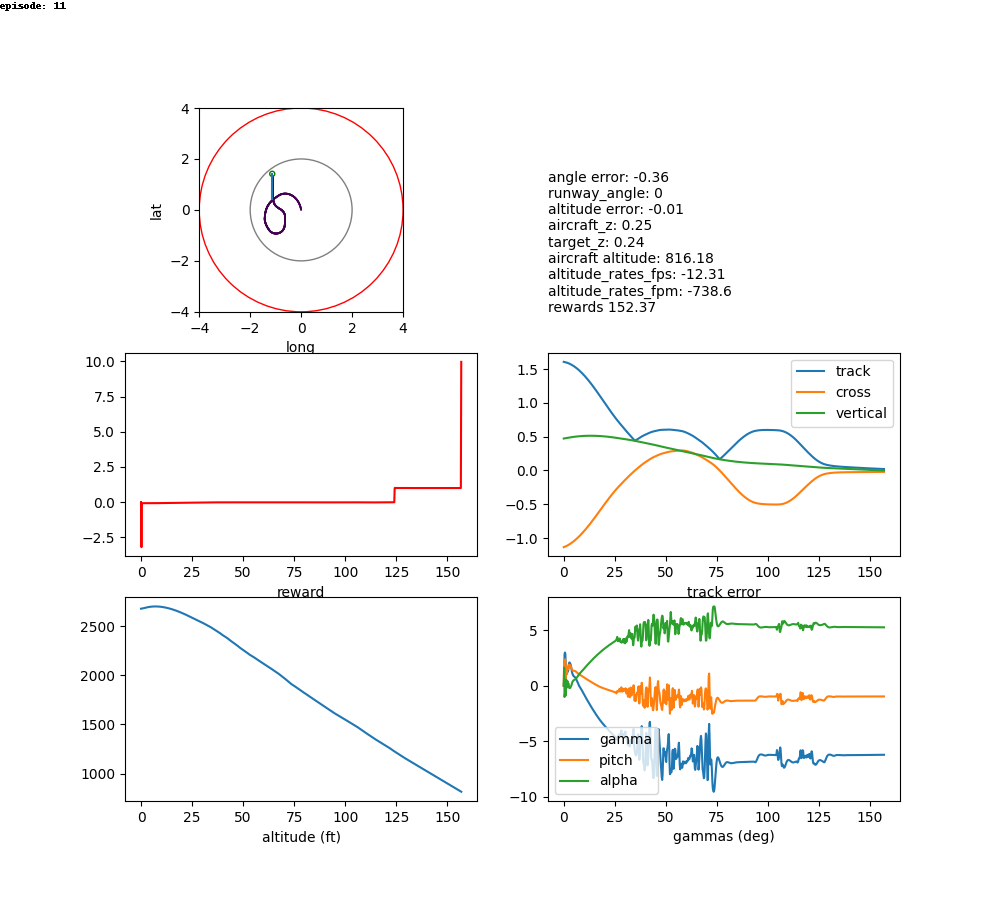 episode: 11
4
2
0
−2
−4
lat
−4 −2 0 2 4
long
angle error: -0.36
runway_angle: 0
altitude error: -0.01
aircraft_z: 0.25
target_z: 0.24
aircraft altitude: 816.18
altitude_rates_fps: -12.31
altitude_rates_fpm: -738.6
rewards 152.37
10.0
7.5
5.0
2.5
0.0
−2.5
0 25 50 75 100 125 150
reward
1.5
1.0
0.5
0.0
−0.5
−1.0
track
cross
vertical
0 25 50 75 100 125 150
track error
2500
2000
1500
1000
0 25 50 75 100 125 150
altitude (ft)
5
0
−5
−10
gamma
pitch
alpha
0 25 50 75 100 125 150
gammas (deg)